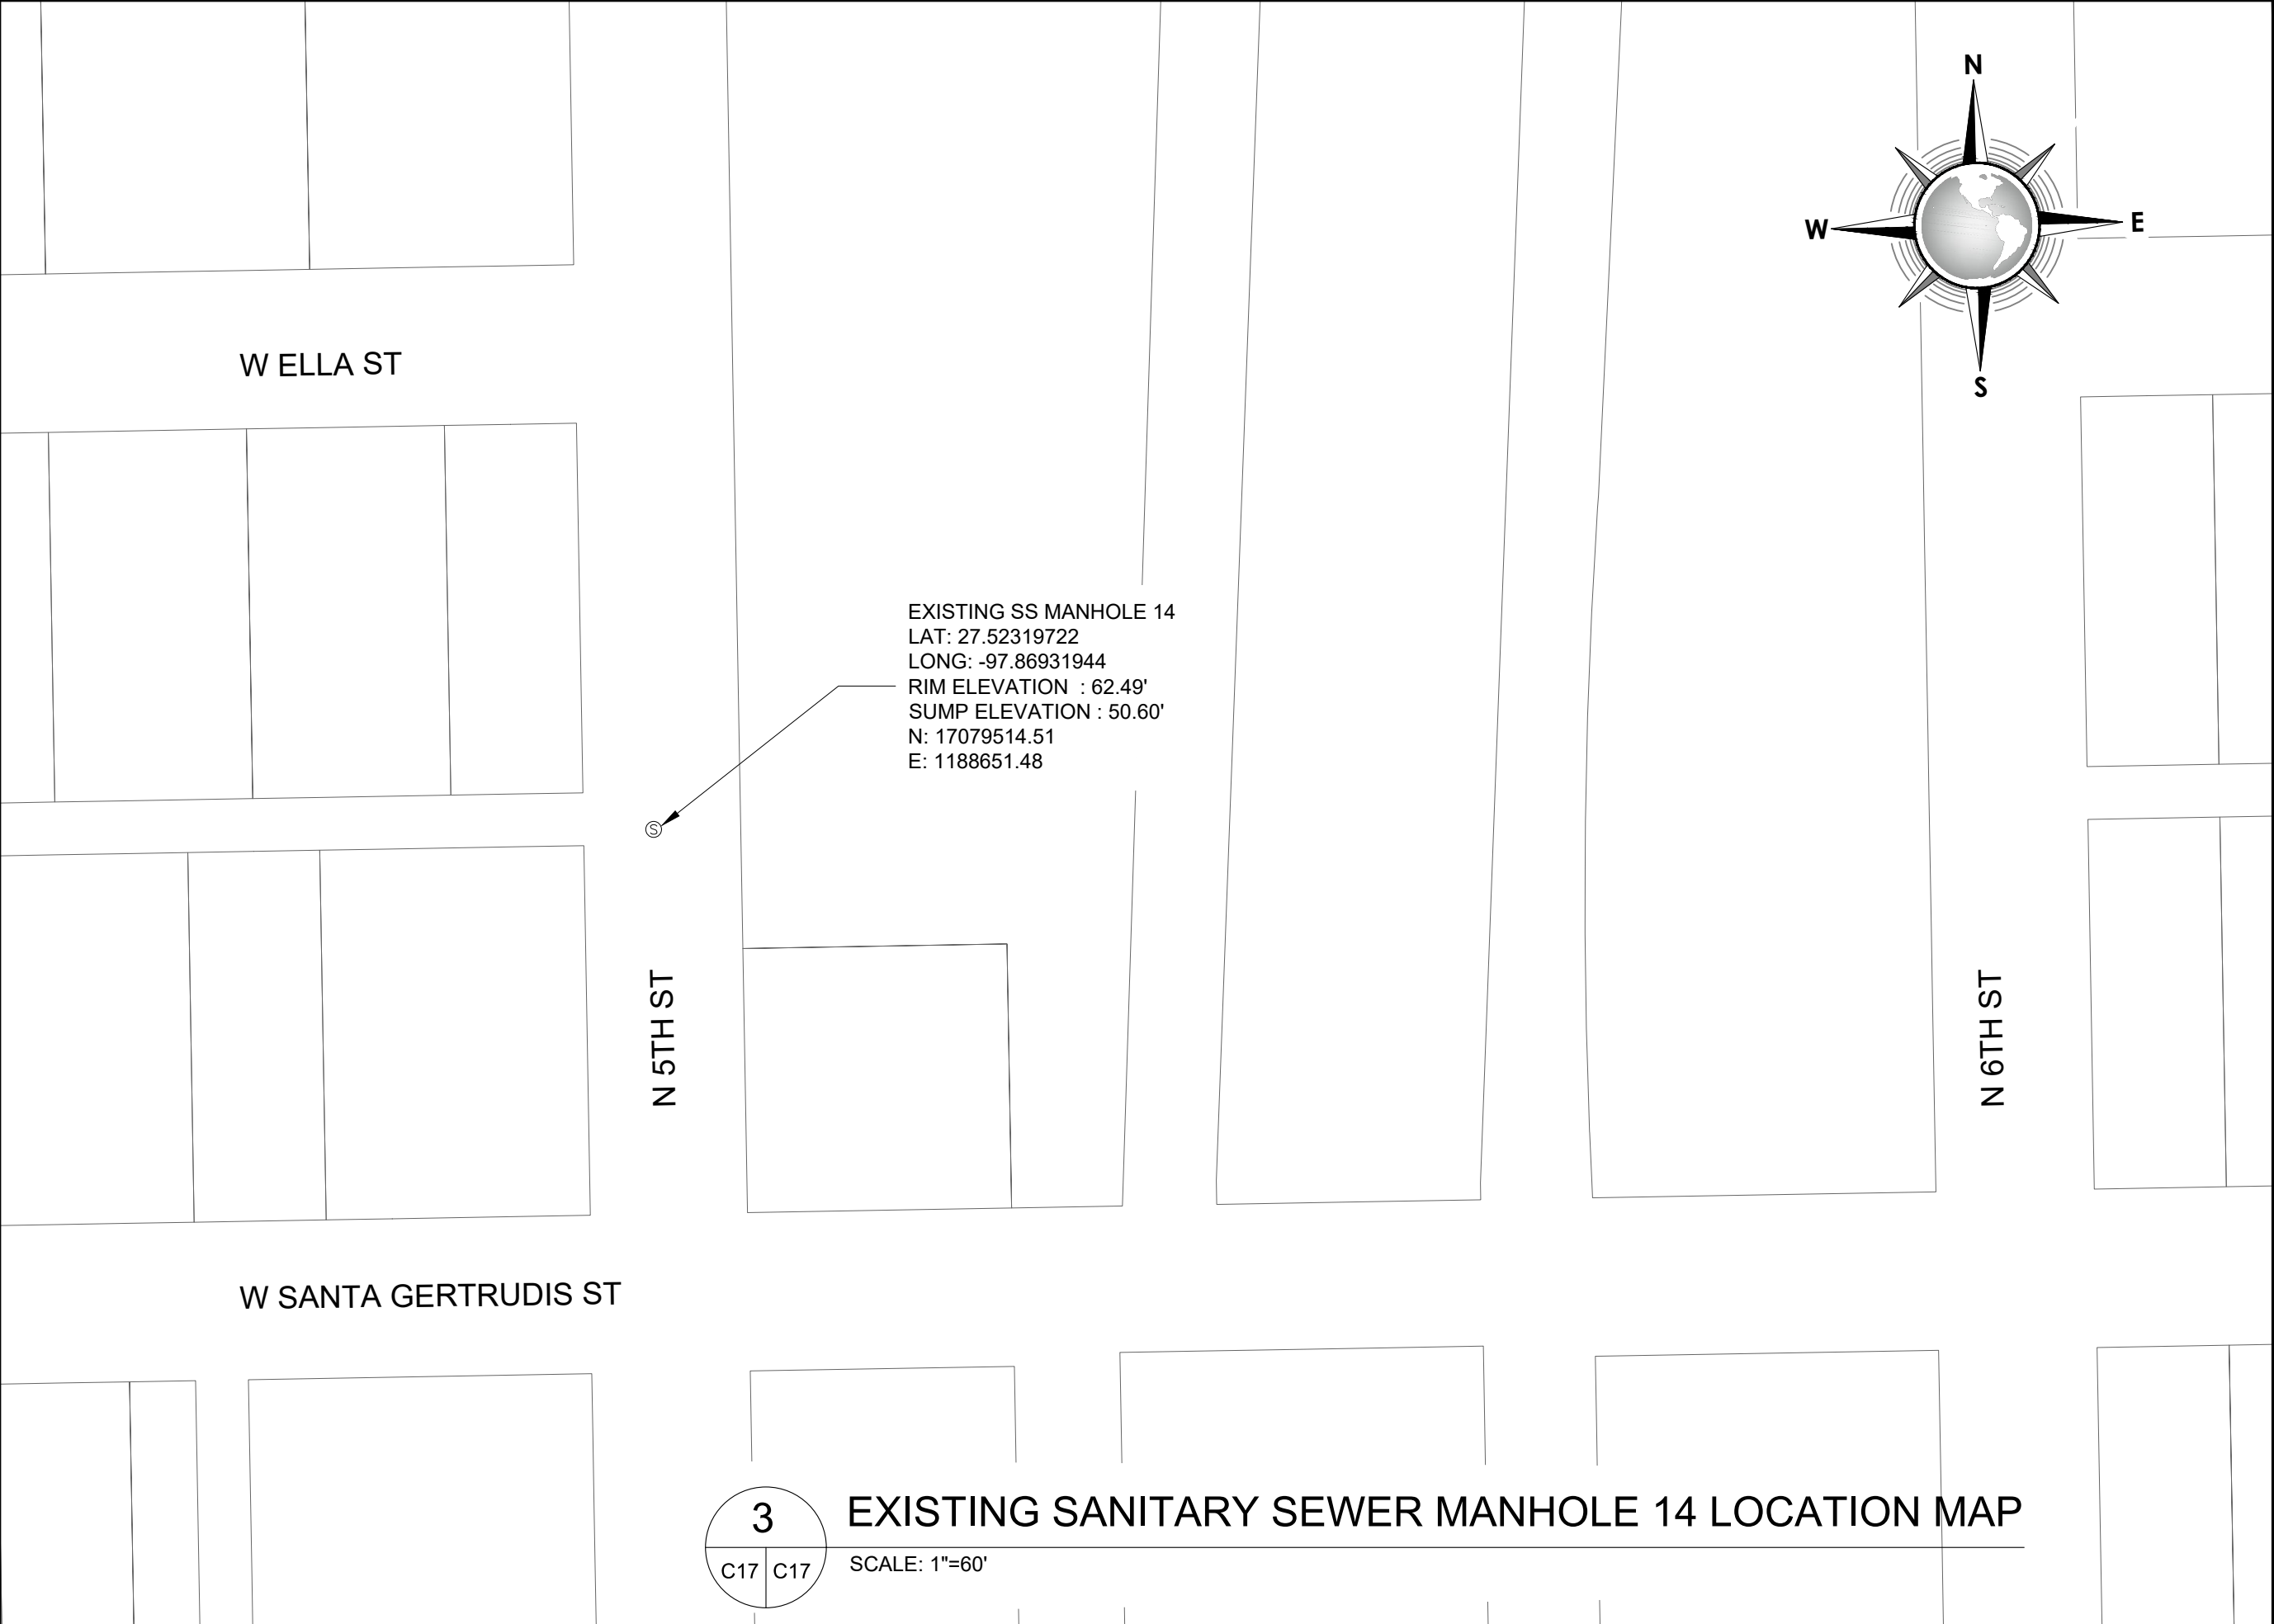 N
W
E
S
W ELLA ST
EXISTING SS MANHOLE 14
LAT: 27.52319722
LONG: -97.86931944
RIM ELEVATION  : 62.49'
SUMP ELEVATION : 50.60'
N: 17079514.51
E: 1188651.48
S
N 5TH ST
N 6TH ST
W SANTA GERTRUDIS ST
3
C17
C17
EXISTING SANITARY SEWER MANHOLE 14 LOCATION MAP
SCALE: 1"=60'